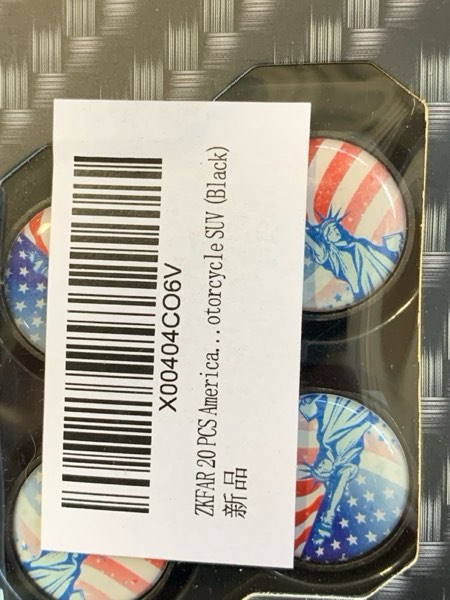 X00404CO6V
ZKFAR 20 PCS America... otorcycle SUV (Black)
新品